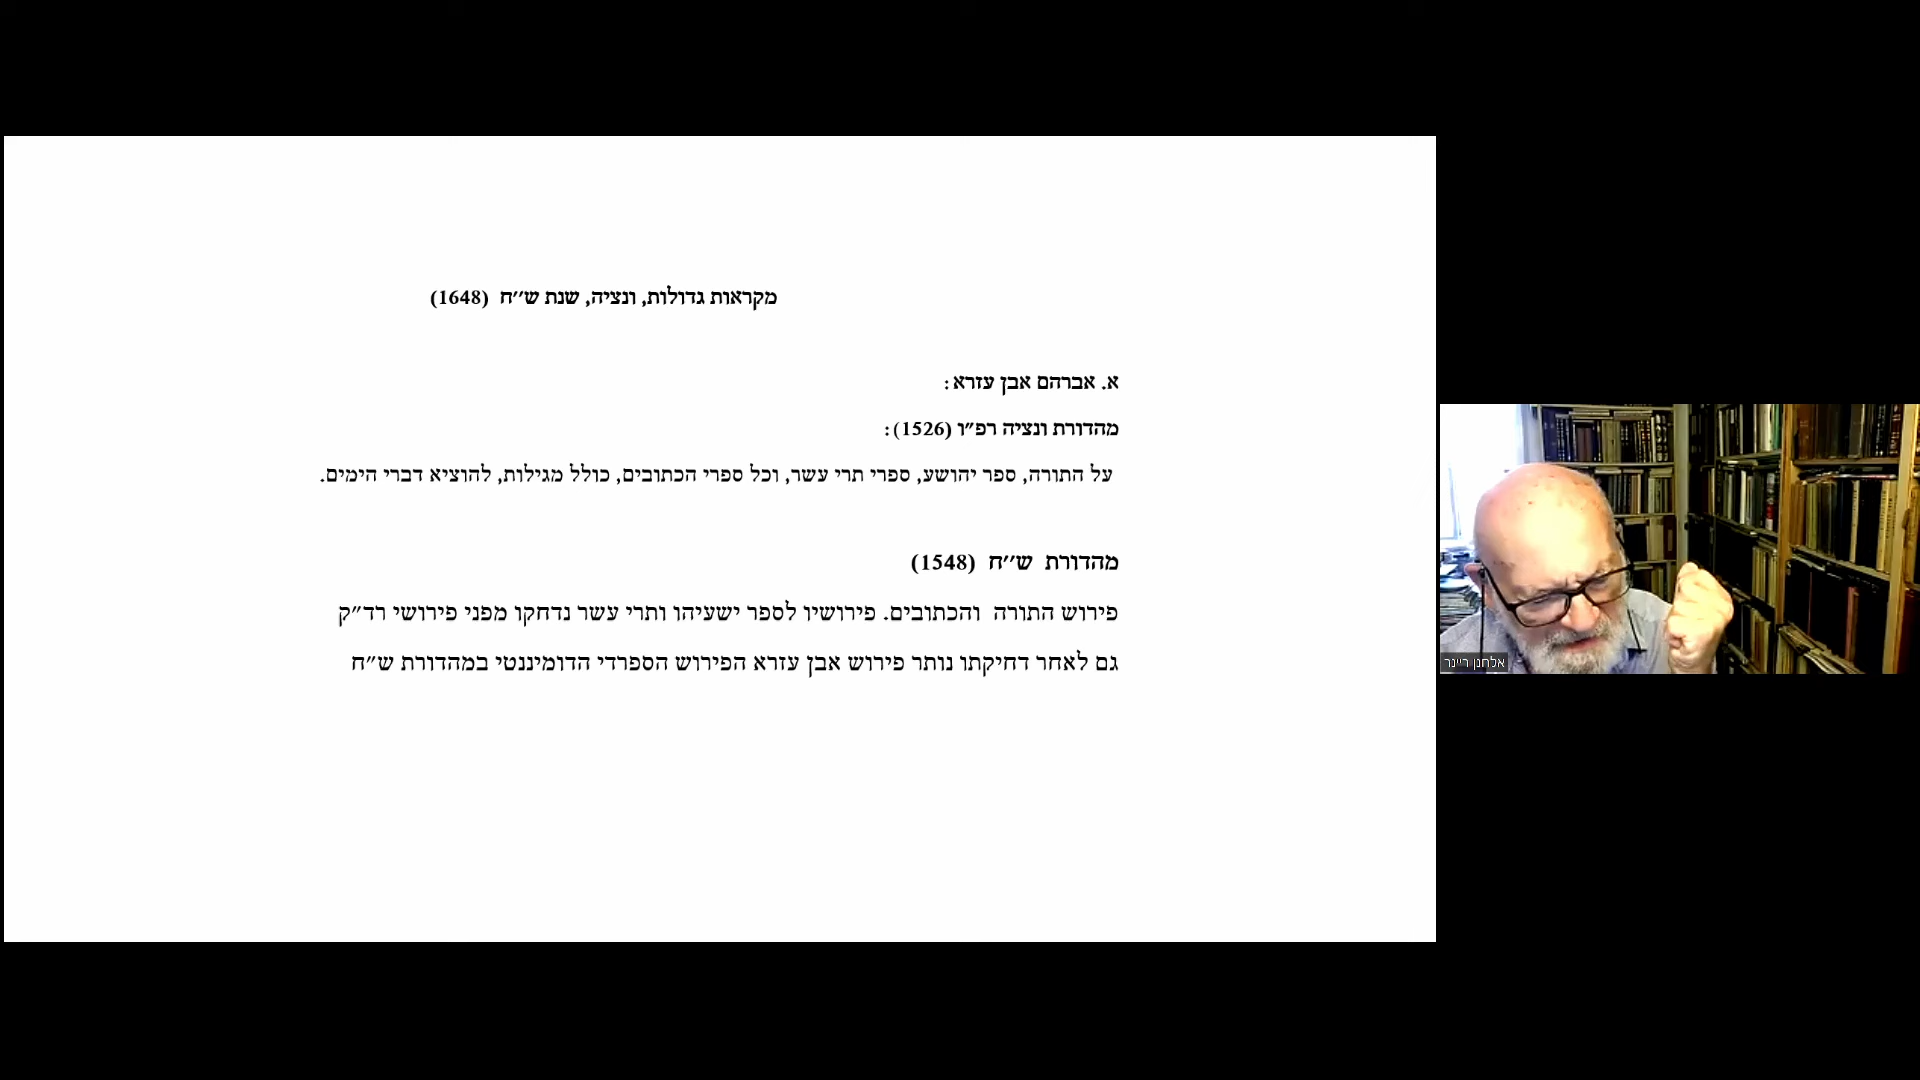 מקראות גדולות, ונציה, שנת ש׳׳ח (1648)
א. אברהם אבן עזרא:
מהדורת ונציה רפ״ו (1526):
על התורה, ספר יהושע, ספרי תרי עשר, וכל ספרי הכתובים, כולל מגילות, להוציא דברי הימים.
מהדורת ש׳׳ח (1548)
פירוש התורה והכתובים. פירושיו לספר ישעיהו ותרי עשר נדחקו מפני פירושי רד״ק
גם לאחר דחיקתו נותר פירוש אבן עזרא הפירוש הספרדי הדומיננטי במהדורת ש״ח
אלחנן ריינר